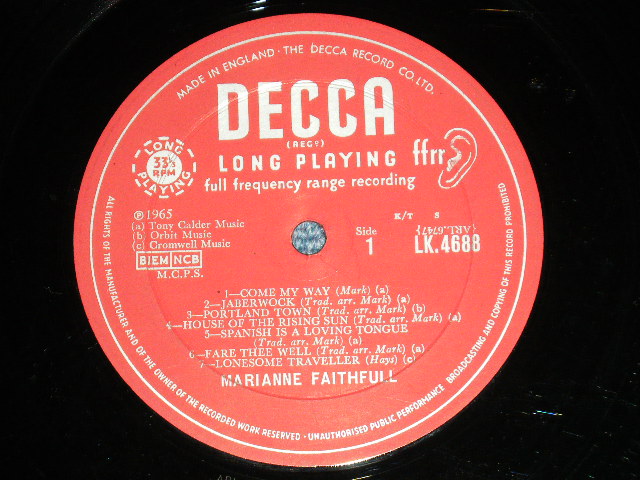 MADE IN ENGLAND · THE DECCA RECORD CO. LTD.
DECCA
(REGD)
LONG PLAYING
ffrr
LONG PLAYING
33⅓
RPM
full frequency range recording
℗1965
(a) Tony Calder Music
(b) Orbit Music
(c) Cromwell Music
BIEM NCB
M.C.P.S.
K/T S
(ARL.6747)
Side
1
LK.4688
1—COME MY WAY (Mark) (a)
2—JABERWOCK (Trad. arr. Mark) (a)
3—PORTLAND TOWN (Trad. arr. Mark) (b)
4—HOUSE OF THE RISING SUN (Trad. arr. Mark) (a)
5—SPANISH IS A LOVING TONGUE
(Trad. arr. Mark) (a)
6—FARE THEE WELL (Trad. arr. Mark) (a)
7—LONESOME TRAVELLER (Hays) (c)
MARIANNE FAITHFULL
ALL RIGHTS OF THE MANUFACTURER AND OF THE OWNER OF THE RECORDED WORK RESERVED · UNAUTHORISED PUBLIC PERFORMANCE BROADCASTING AND COPYING OF THIS RECORD PROHIBITED